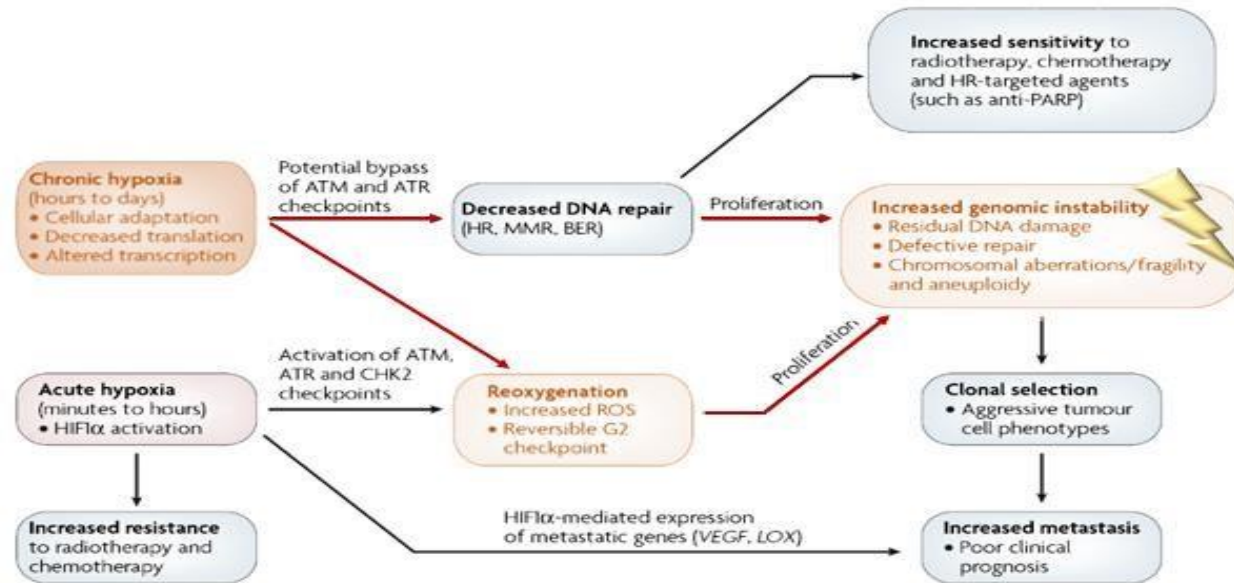 Increased sensitivity to
radiotherapy, chemotherapy
and HR-targeted agents
(such as anti-PARP)
Chronic hypoxia
(hours to days)
• Cellular adaptation
• Decreased translation
• Altered transcription
Potential bypass
of ATM and ATR
checkpoints
Decreased DNA repair
(HR, MMR, BER)
Proliferation
Increased genomic instability
• Residual DNA damage
• Defective repair
• Chromosomal aberrations/fragility
and aneuploidy
Acute hypoxia
(minutes to hours)
• HIF1α activation
Activation of ATM,
ATR and CHK2
checkpoints
Reoxygenation
• Increased ROS
• Reversible G2
checkpoint
Proliferation
Clonal selection
• Aggressive tumour
cell phenotypes
Increased resistance
to radiotherapy and
chemotherapy
HIF1α-mediated expression
of metastatic genes (VEGF, LOX)
Increased metastasis
• Poor clinical
prognosis